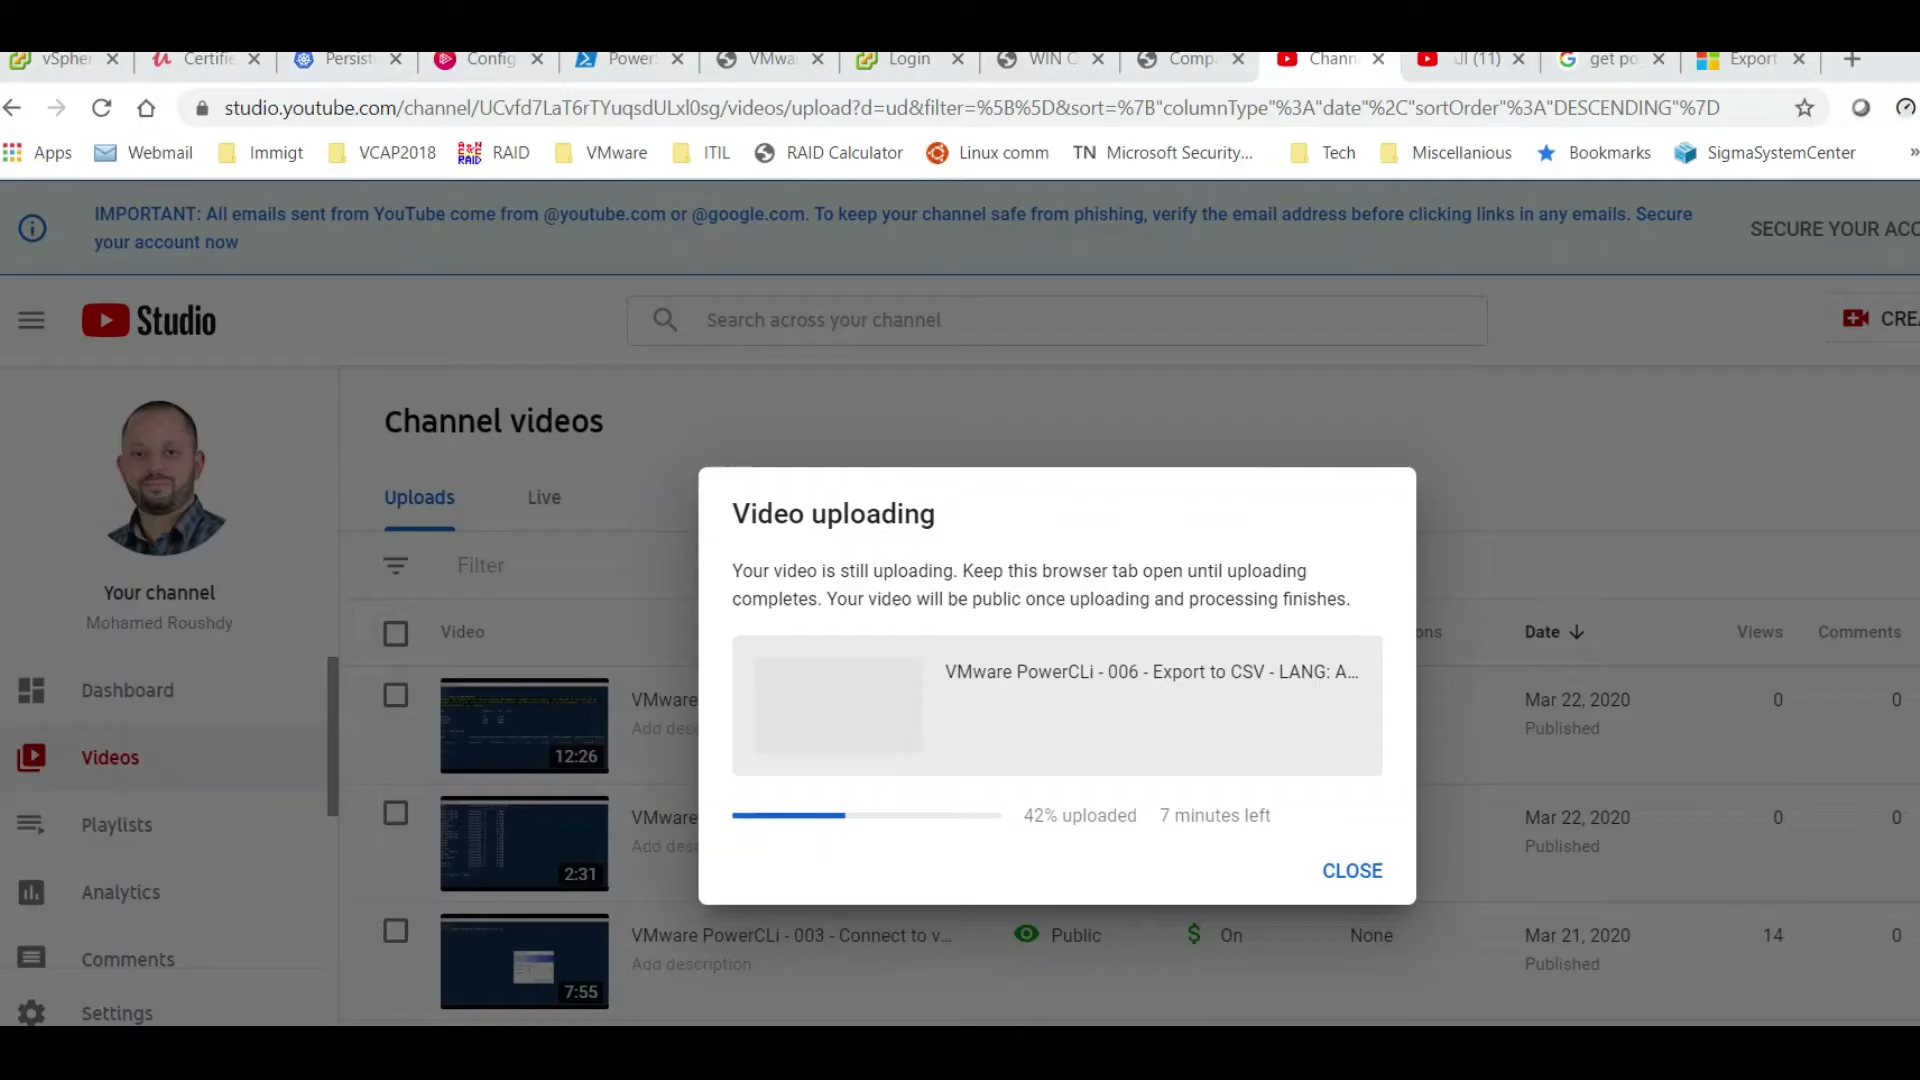 vSpher
Certifi
Persist
Config
Power
VMwa
Login
WIN C
Comp
Chann
(11)
get po
Export
studio.youtube.com/channel/UCvfd7LaT6rTYuqsdULxl0sg/videos/upload?d=ud&filter=%5B%5D&sort=%7B"columnType"%3A"date"%2C"sortOrder"%3A"DESCENDING"%7D
Apps
Webmail
Immigt
VCAP2018
RAID
VMware
ITIL
RAID Calculator
Linux comm
TN Microsoft Security...
Tech
Miscellanious
Bookmarks
SigmaSystemCenter
»
IMPORTANT: All emails sent from YouTube come from @youtube.com or @google.com. To keep your channel safe from phishing, verify the email address before clicking links in any emails. Secure
your account now
SECURE YOUR ACC
Studio
Search across your channel
CREA
Channel videos
Uploads
Live
Filter
Your channel
Mohamed Roushdy
Dashboard
Videos
Playlists
Analytics
Comments
Settings
Video
ons
Date
Views
Comments
12:26
VMware
Add des
Mar 22, 2020
Published
0
0
2:31
VMware
Add des
Mar 22, 2020
Published
0
0
7:55
VMware PowerCLi - 003 - Connect to v...
Add description
Public
On
None
Mar 21, 2020
Published
14
0
Video uploading
Your video is still uploading. Keep this browser tab open until uploading
completes. Your video will be public once uploading and processing finishes.
VMware PowerCLi - 006 - Export to CSV - LANG: A...
42% uploaded
7 minutes left
CLOSE